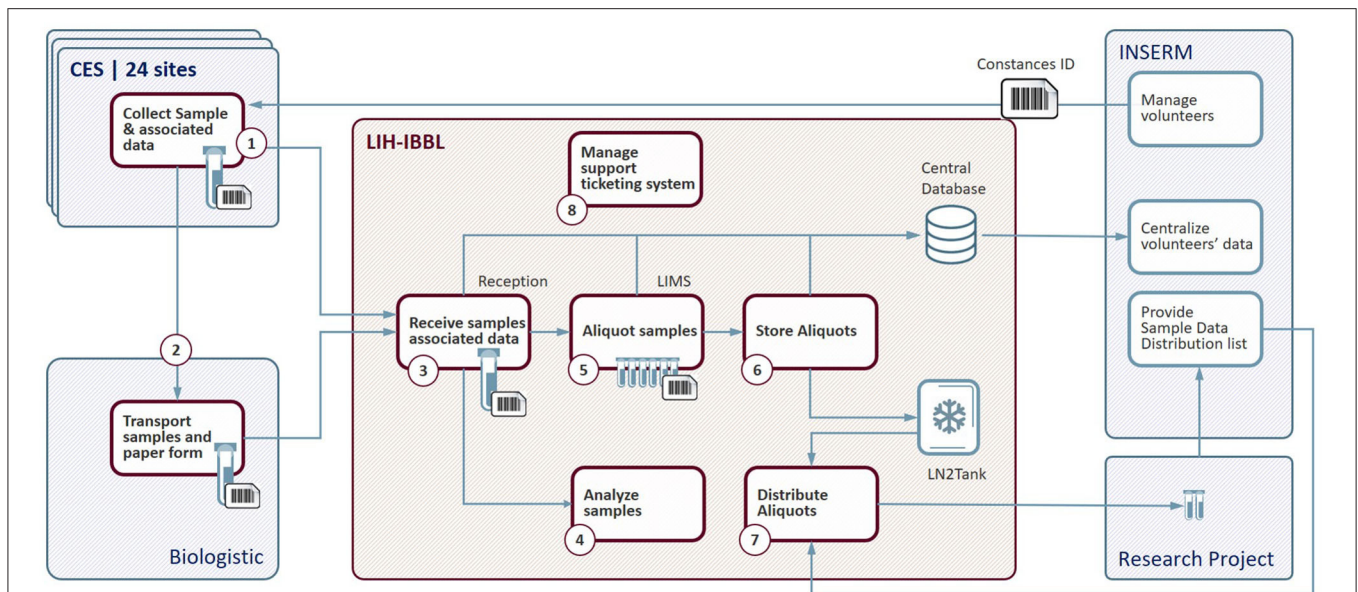 CES | 24 sites
Collect Sample
& associated
data
1
2
Transport
samples and
paper form
Biologistic
LIH-IBBL
Manage
support
ticketing system
8
Constances ID
Central
Database
Reception
LIMS
Receive samples
associated data
3
Aliquot samples
5
Store Aliquots
6
LN2Tank
Analyze
samples
4
Distribute
Aliquots
7
INSERM
Manage
volunteers
Centralize
volunteers' data
Provide
Sample Data
Distribution list
Research Project